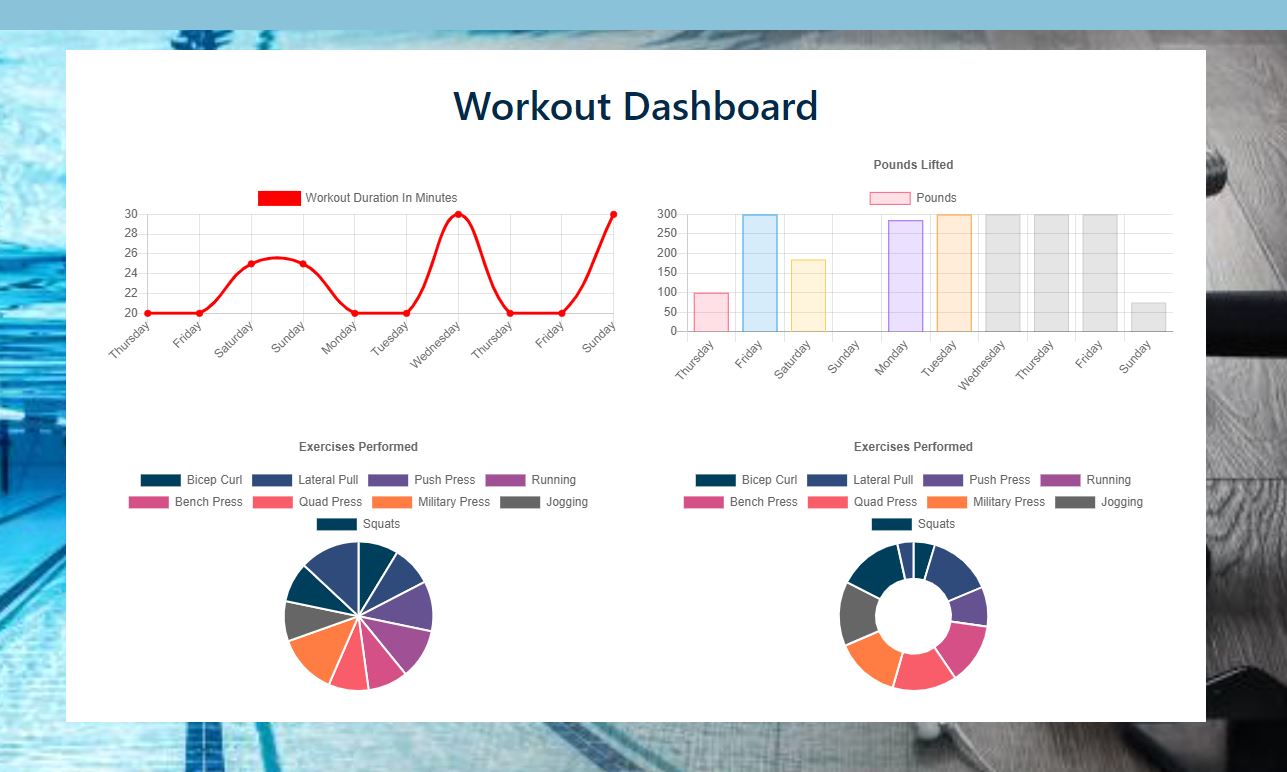 Workout Dashboard
Workout Duration In Minutes
30
28
26
24
22
20
Thursday Friday Saturday Sunday Monday Tuesday Wednesday Thursday Friday Sunday
Pounds Lifted
Pounds
300
250
200
150
100
50
0
Thursday Friday Saturday Sunday Monday Tuesday Wednesday Thursday Friday Sunday
Exercises Performed
Bicep Curl Lateral Pull Push Press Running
Bench Press Quad Press Military Press Jogging
Squats
Exercises Performed
Bicep Curl Lateral Pull Push Press Running
Bench Press Quad Press Military Press Jogging
Squats